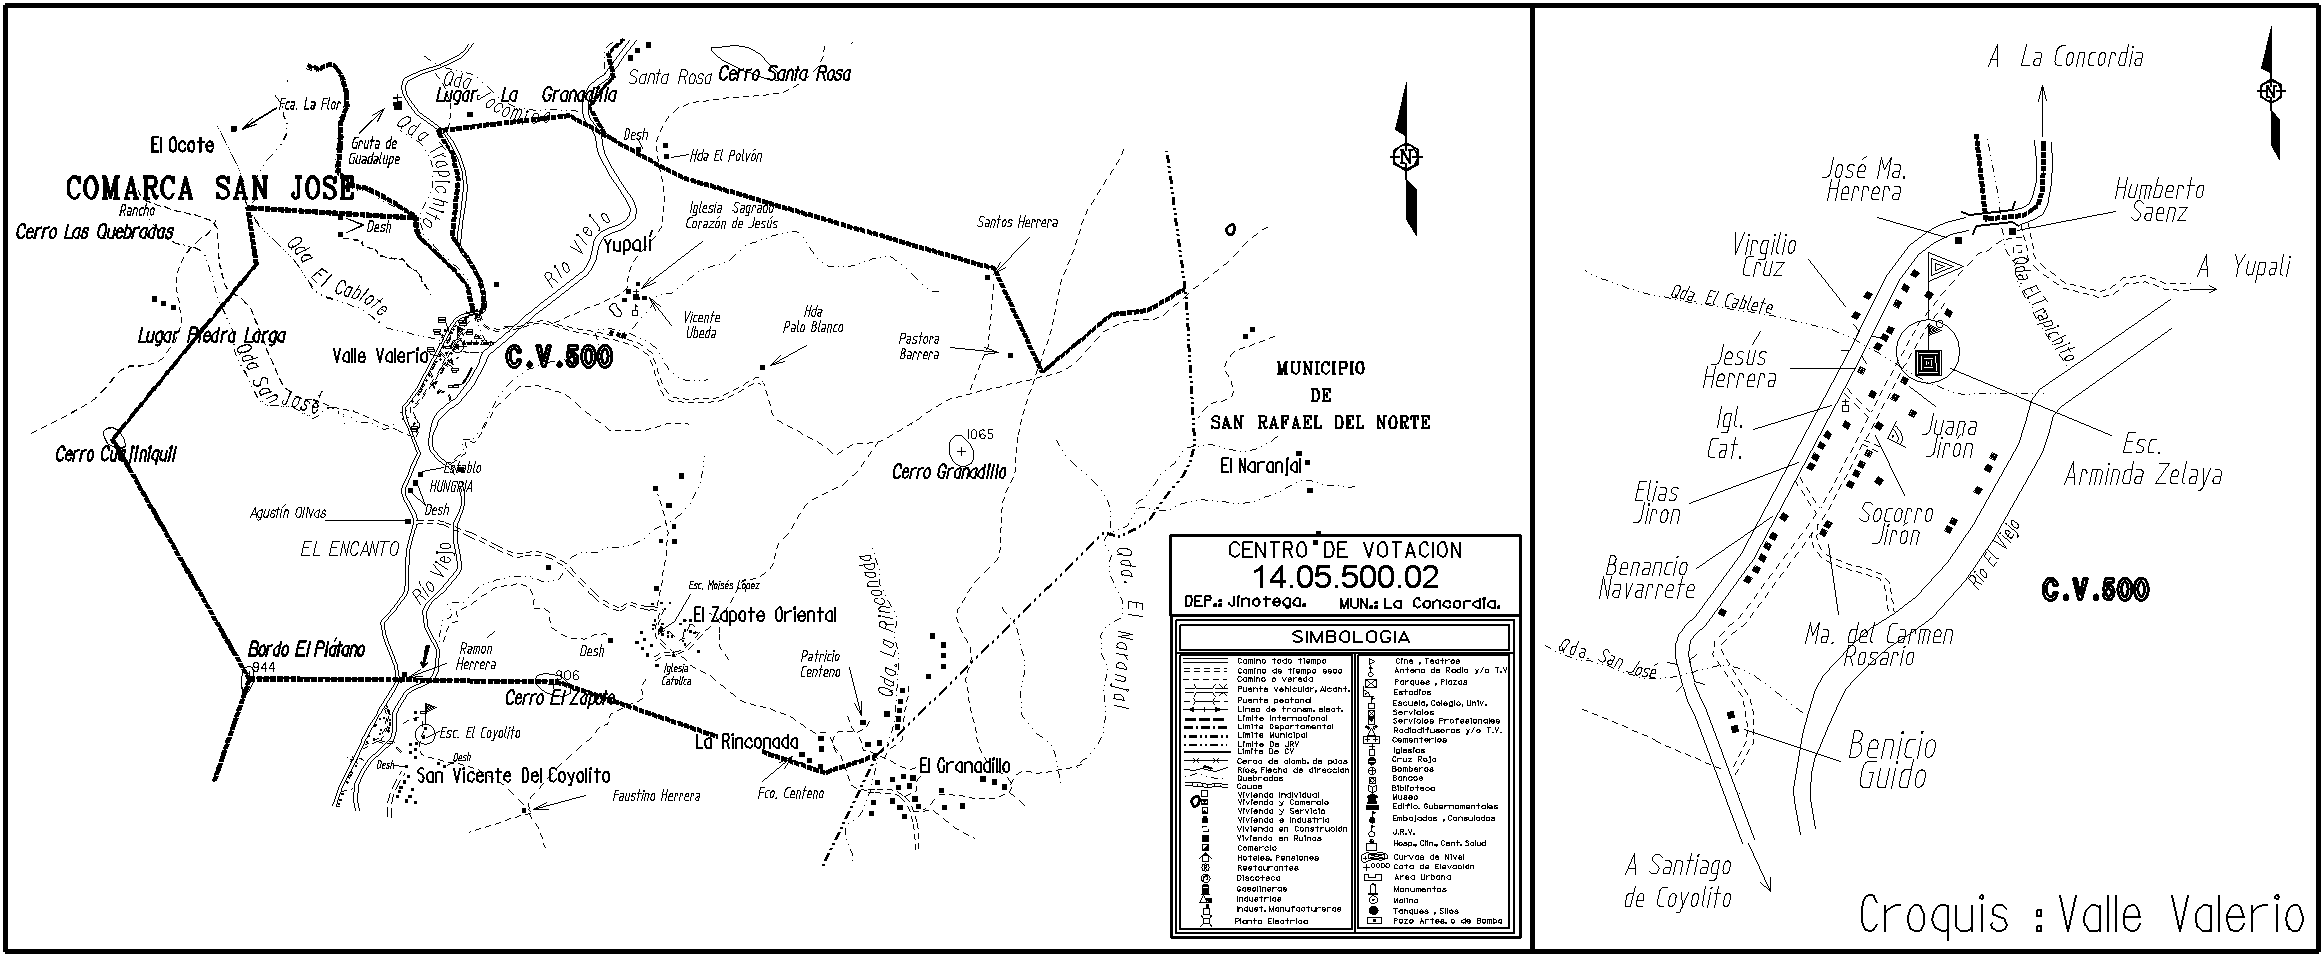 Santa Rosa
Cerro Santa Rosa
Qda Jocomico
Lugar La Granadilla
Fca. La Flor
El Ocote
Gruta de
Guadalupe
Qda Trapichito
Desh
Hda El Polvón
COMARCA SAN JOSE
Rancho
Cerro Las Quebradas
Desh
Iglesia Sagrado
Corazón de Jesús
Santos Herrera
Yupalí
Río Viejo
Qda El Cablote
Lugar Piedra Larga
Valle Valerio
C.V.500
Vicente
Ubeda
Hda
Palo Blanco
Pastora
Barrera
Qda San José
MUNICIPIO
DE
SAN RAFAEL DEL NORTE
1065
Cerro Granadillo
El Naranjal
Cerro Cuajiniquil
Establo
HUNGRIA
Desh
Agustín Olivas
EL ENCANTO
Río Viejo
Esc. Moisés López
El Zapote Oriental
Qda. La Rinconada
Qda. El Naranjal
Bordo El Plátano
944
Ramon
Herrera
Desh
Iglesia
Catolica
Patricio
Centeno
906
Cerro El Zapote
Esc. El Coyolito
Desh
Desh
San Vicente Del Coyolito
La Rinconada
Fco. Centeno
El Granadillo
Faustino Herrera
N
CENTRO DE VOTACION
14.05.500.02
DEP.: Jinotega. MUN.: La Concordia.
SIMBOLOGIA
Camino todo tiempo
Camino de tiempo seco
Camino o vereda
Puente vehicular, Alcant.
Puente peatonal
Linea de transm. elect.
Límite Internacional
Límite Departamental
Límite Municipal
Límite De JRV
Límite De CV
Cerca de alamb. de púas
Ríos, Flecha de dirección
Quebradas
Cauce
Vivienda Individual
Vivienda y Comercio
Vivienda y Servicio
Vivienda e Industria
Vivienda en Construcción
Vivienda en Ruinas
Comercio
Hoteles, Pensiones
Restaurantes
Discoteca
Gasolineras
Industrias
Indust. Manufactureras
Planta Electrica
Cine, Teatros
Antena de Radio y/o T.V
Parques, Plazas
Estadios
Escuela, Colegio, Univ.
Servicios
Servicios Profesionales
Radiodifusoras y/o T.V.
Cementerios
Iglesias
Cruz Roja
Bomberos
Bancos
Biblioteca
Museo
Edific. Gubernamentales
Embajadas, Consulados
J.R.V.
Hosp., Clin., Cent. Salud
Curvas de Nivel
Cota de Elevación
Area Urbana
Monumentos
Molino
Tanques, Silos
Pozo Artes. o de Bomba
A La Concordia
N
José Ma.
Herrera
Humberto
Saenz
Virgilio
Cruz
A Yupali
Qda. El Cablete
Qda. El Trapichito
Jesús
Herrera
Igl.
Cat.
Juana
Jirón
Esc.
Arminda Zelaya
Elías
Jiron
Socorro
Jirón
Benancio
Navarrete
Río El Viejo
C.V.500
Ma. del Carmen
Rosario
Qda. San José
Benicio
Guido
A Santiago
de Coyolito
Croquis : Valle Valerio